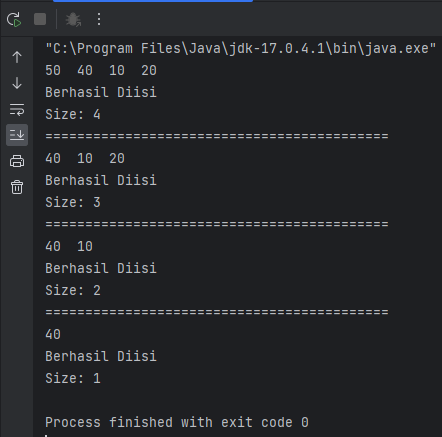 "C:\Program Files\Java\jdk-17.0.4.1\bin\java.exe"
50  40  10  20
Berhasil Diisi
Size: 4
===========================================
40  10  20
Berhasil Diisi
Size: 3
===========================================
40  10
Berhasil Diisi
Size: 2
===========================================
40
Berhasil Diisi
Size: 1
Process finished with exit code 0